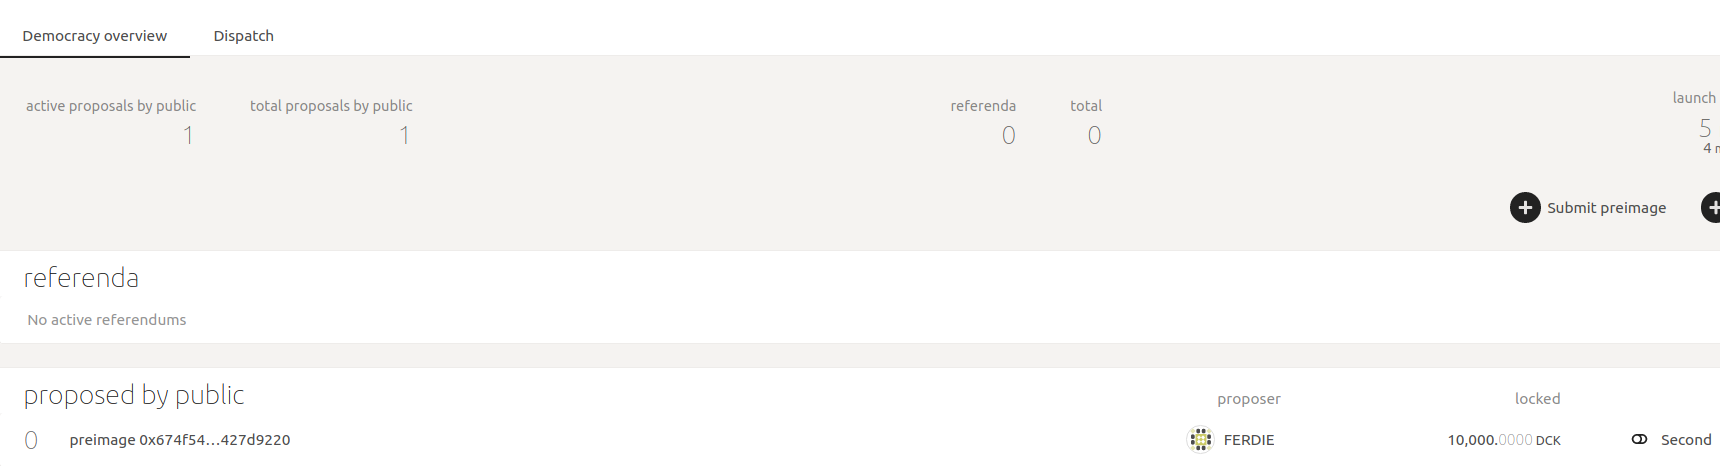 Democracy overview Dispatch
active proposals by public total proposals by public referenda total launch
1 1 0 0 5
4
Submit preimage
referenda
No active referendums
proposed by public proposer locked
0 preimage 0x674f54...427d9220 FERDIE 10,000.0000 DCK Second